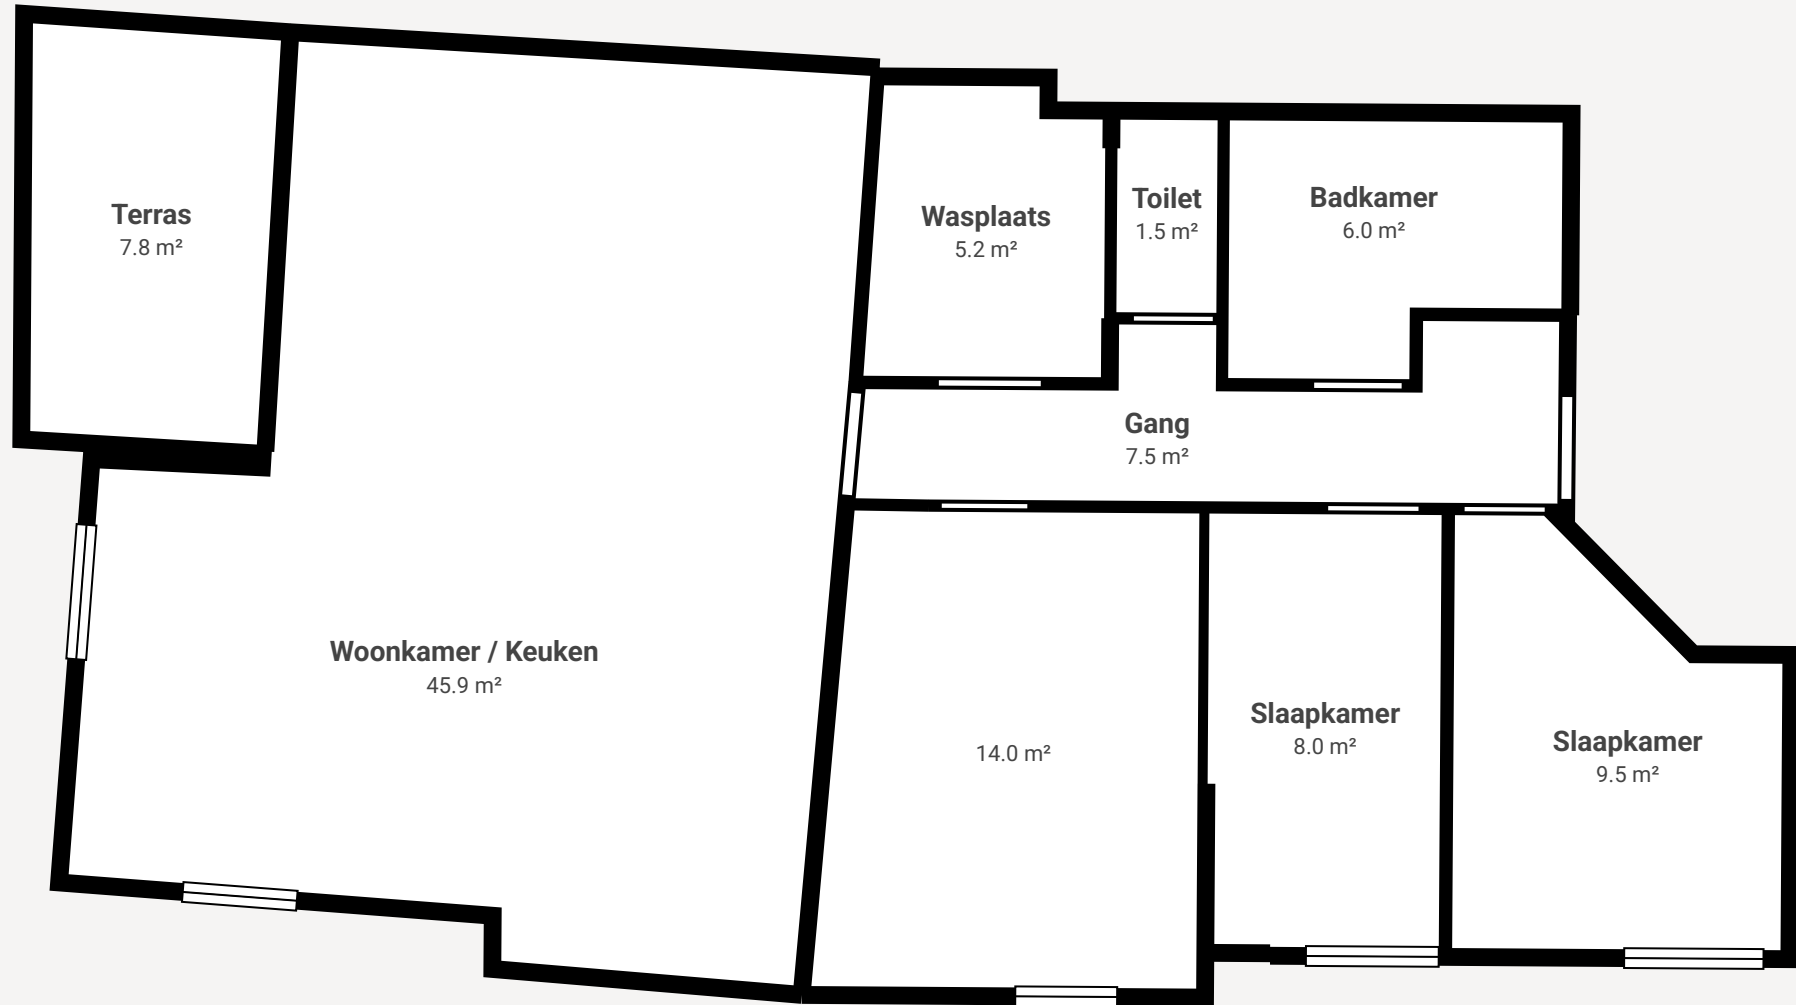 Terras
7.8 m²
Wasplaats
5.2 m²
Toilet
1.5 m²
Badkamer
6.0 m²
Gang
7.5 m²
Woonkamer / Keuken
45.9 m²
14.0 m²
Slaapkamer
8.0 m²
Slaapkamer
9.5 m²